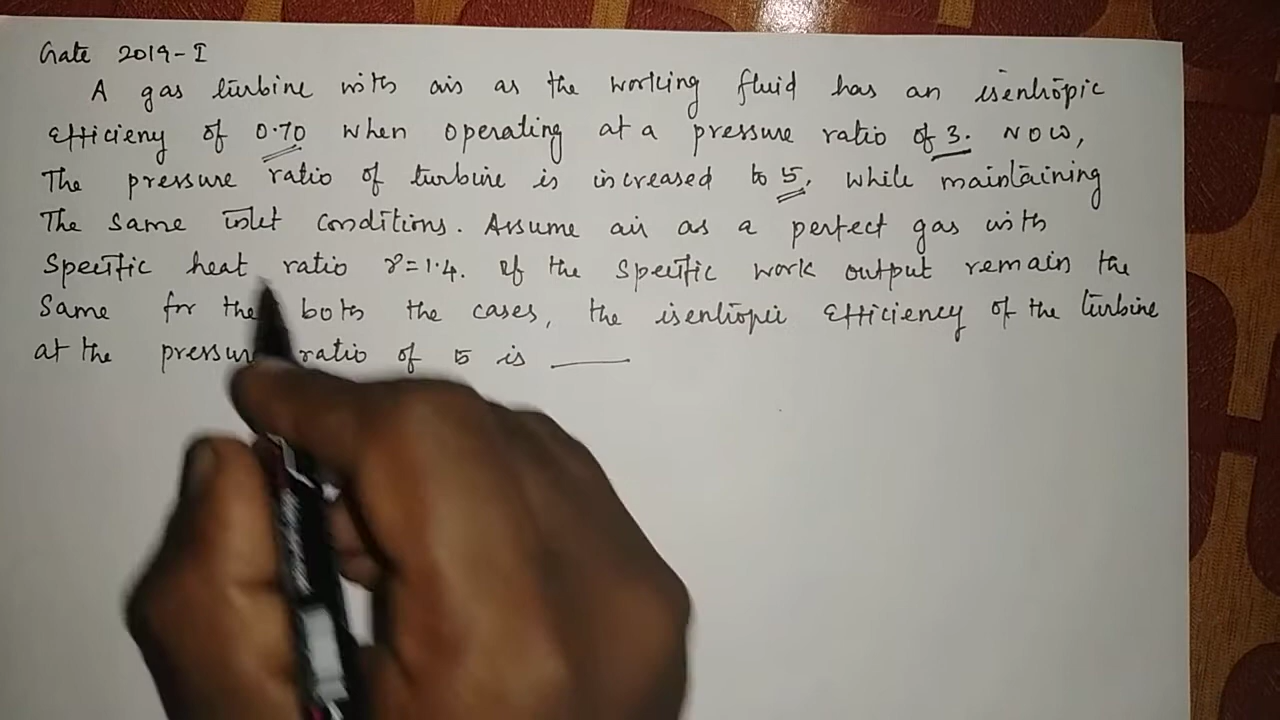 Gate 2019-I
A gas turbine with air as the working fluid has an isentropic
Efficieny of 0.70 when operating at a pressure ratio of 3. NOW,
The pressure ratio of turbine is increased to 5, while maintaining
The same inlet conditions. Assume air as a perfect gas with
Specific heat ratio γ=1.4. If the specific work output remain the
Same for the both the cases, the isentropic Efficiency of the turbine
at the pressure ratio of 5 is ____